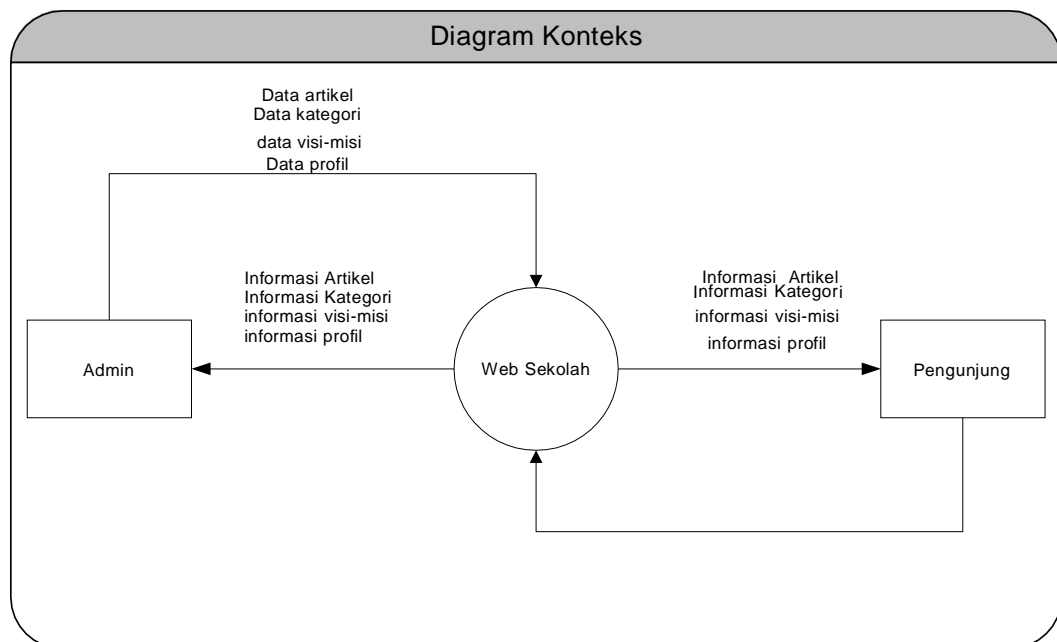 Diagram Konteks
Data artikel
Data kategori
data visi-misi
Data profil
Informasi Artikel
Informasi Kategori
informasi visi-misi
informasi profil
Informasi Artikel
Informasi Kategori
informasi visi-misi
informasi profil
Admin
Web Sekolah
Pengunjung